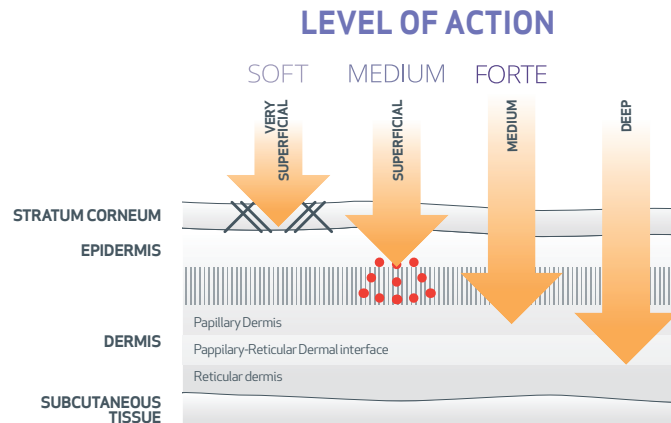 LEVEL OF ACTION
SOFT
MEDIUM
FORTE
VERY
SUPERFICIAL
SUPERFICIAL
MEDIUM
DEEP
STRATUM CORNEUM
EPIDERMIS
DERMIS
Papillary Dermis
Pappilary-Reticular Dermal interface
Reticular dermis
SUBCUTANEOUS
TISSUE